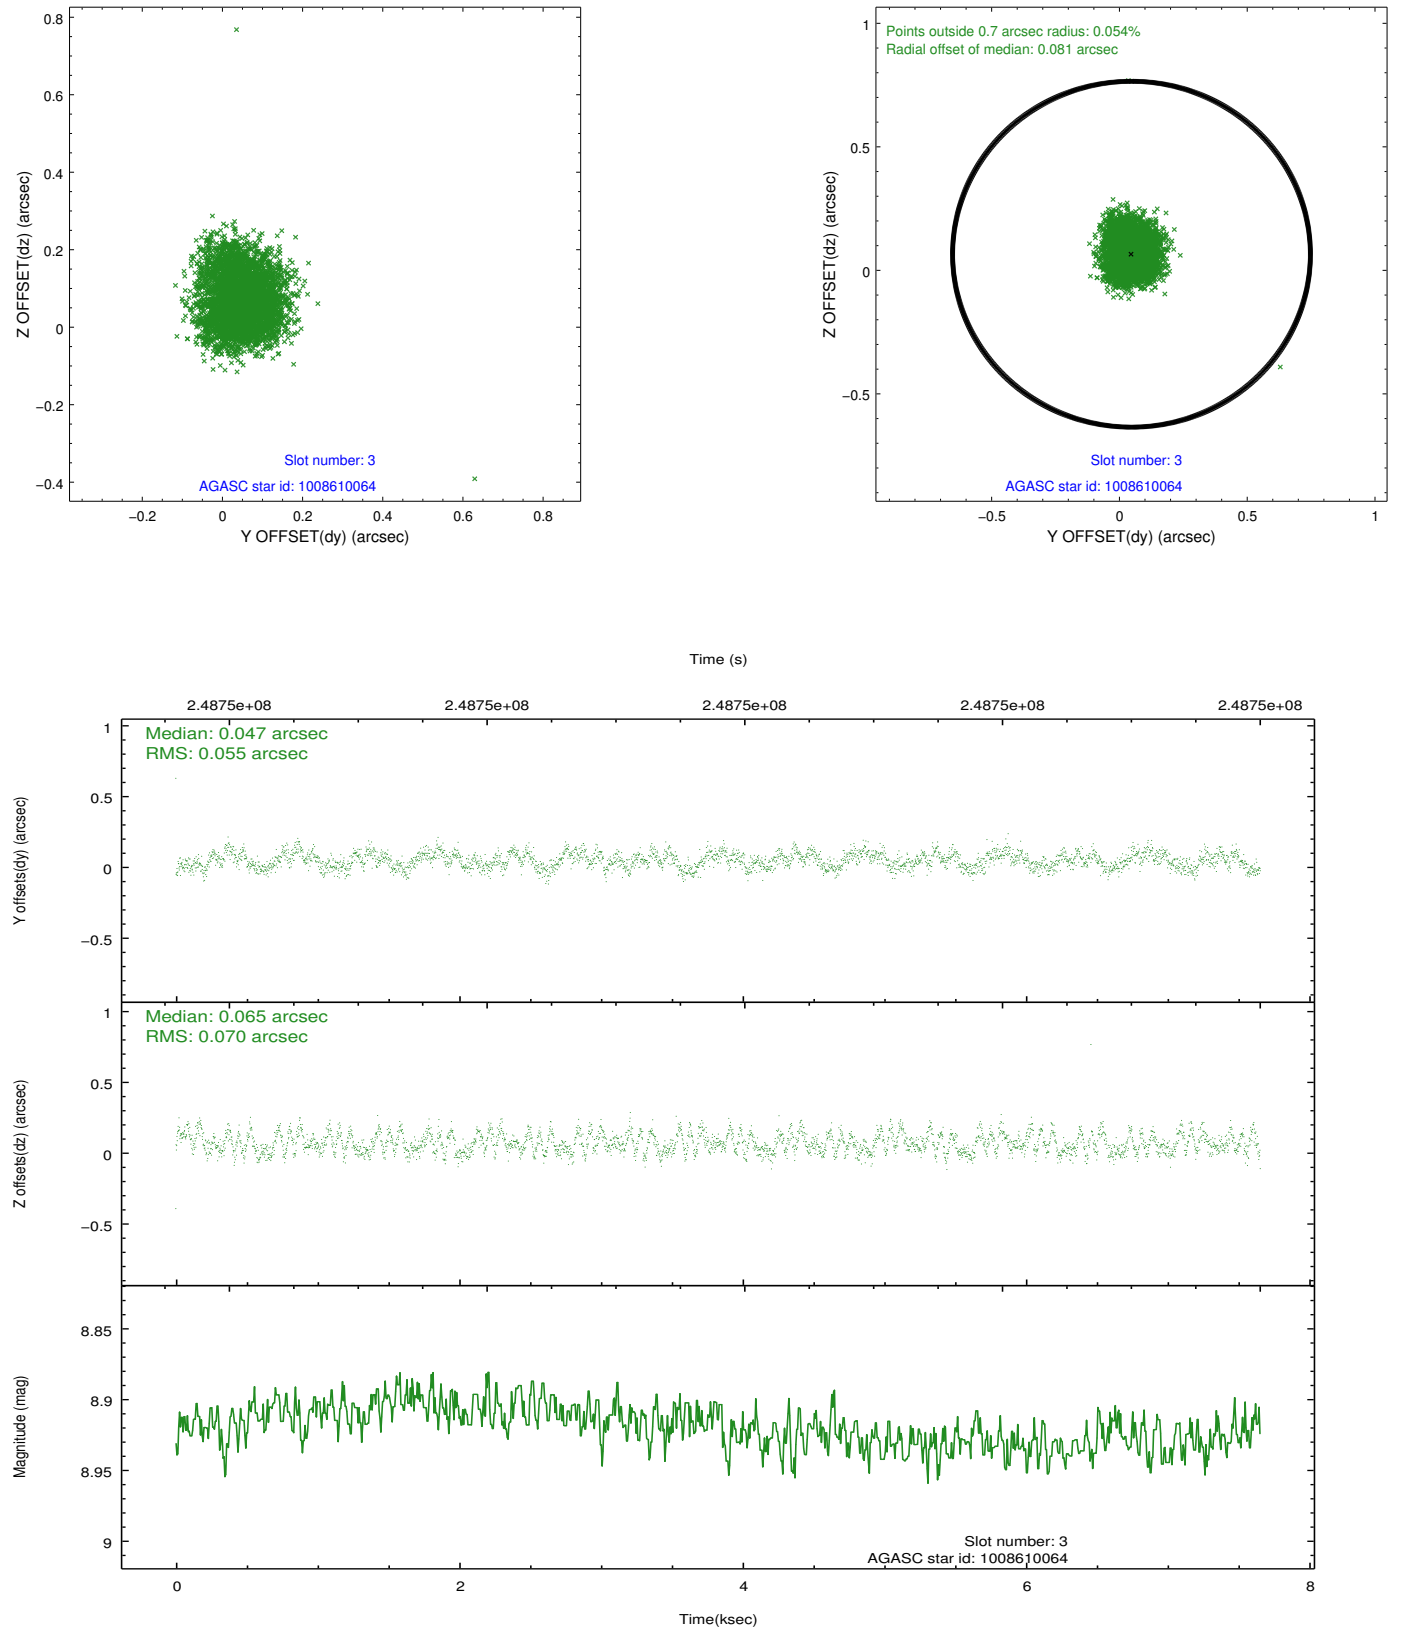 0.8
0.6
0.4
0.2
0
−0.2
−0.4
Z OFFSET(dz) (arcsec)
Slot number: 3
AGASC star id: 1008610064
−0.2 0 0.2 0.4 0.6 0.8
Y OFFSET(dy) (arcsec)
Points outside 0.7 arcsec radius: 0.054%
Radial offset of median: 0.081 arcsec
1
0.5
0
−0.5
Z OFFSET(dz) (arcsec)
Slot number: 3
AGASC star id: 1008610064
−0.5 0 0.5 1
Y OFFSET(dy) (arcsec)
Time (s)
2.4875e+08 2.4875e+08 2.4875e+08 2.4875e+08 2.4875e+08
Median: 0.047 arcsec
RMS: 0.055 arcsec
1
0.5
0
−0.5
Y offsets(dy) (arcsec)
Median: 0.065 arcsec
RMS: 0.070 arcsec
1
0.5
0
−0.5
Z offsets(dz) (arcsec)
8.85
8.9
8.95
9
Magnitude (mag)
Slot number: 3
AGASC star id: 1008610064
0 2 4 6 8
Time(ksec)